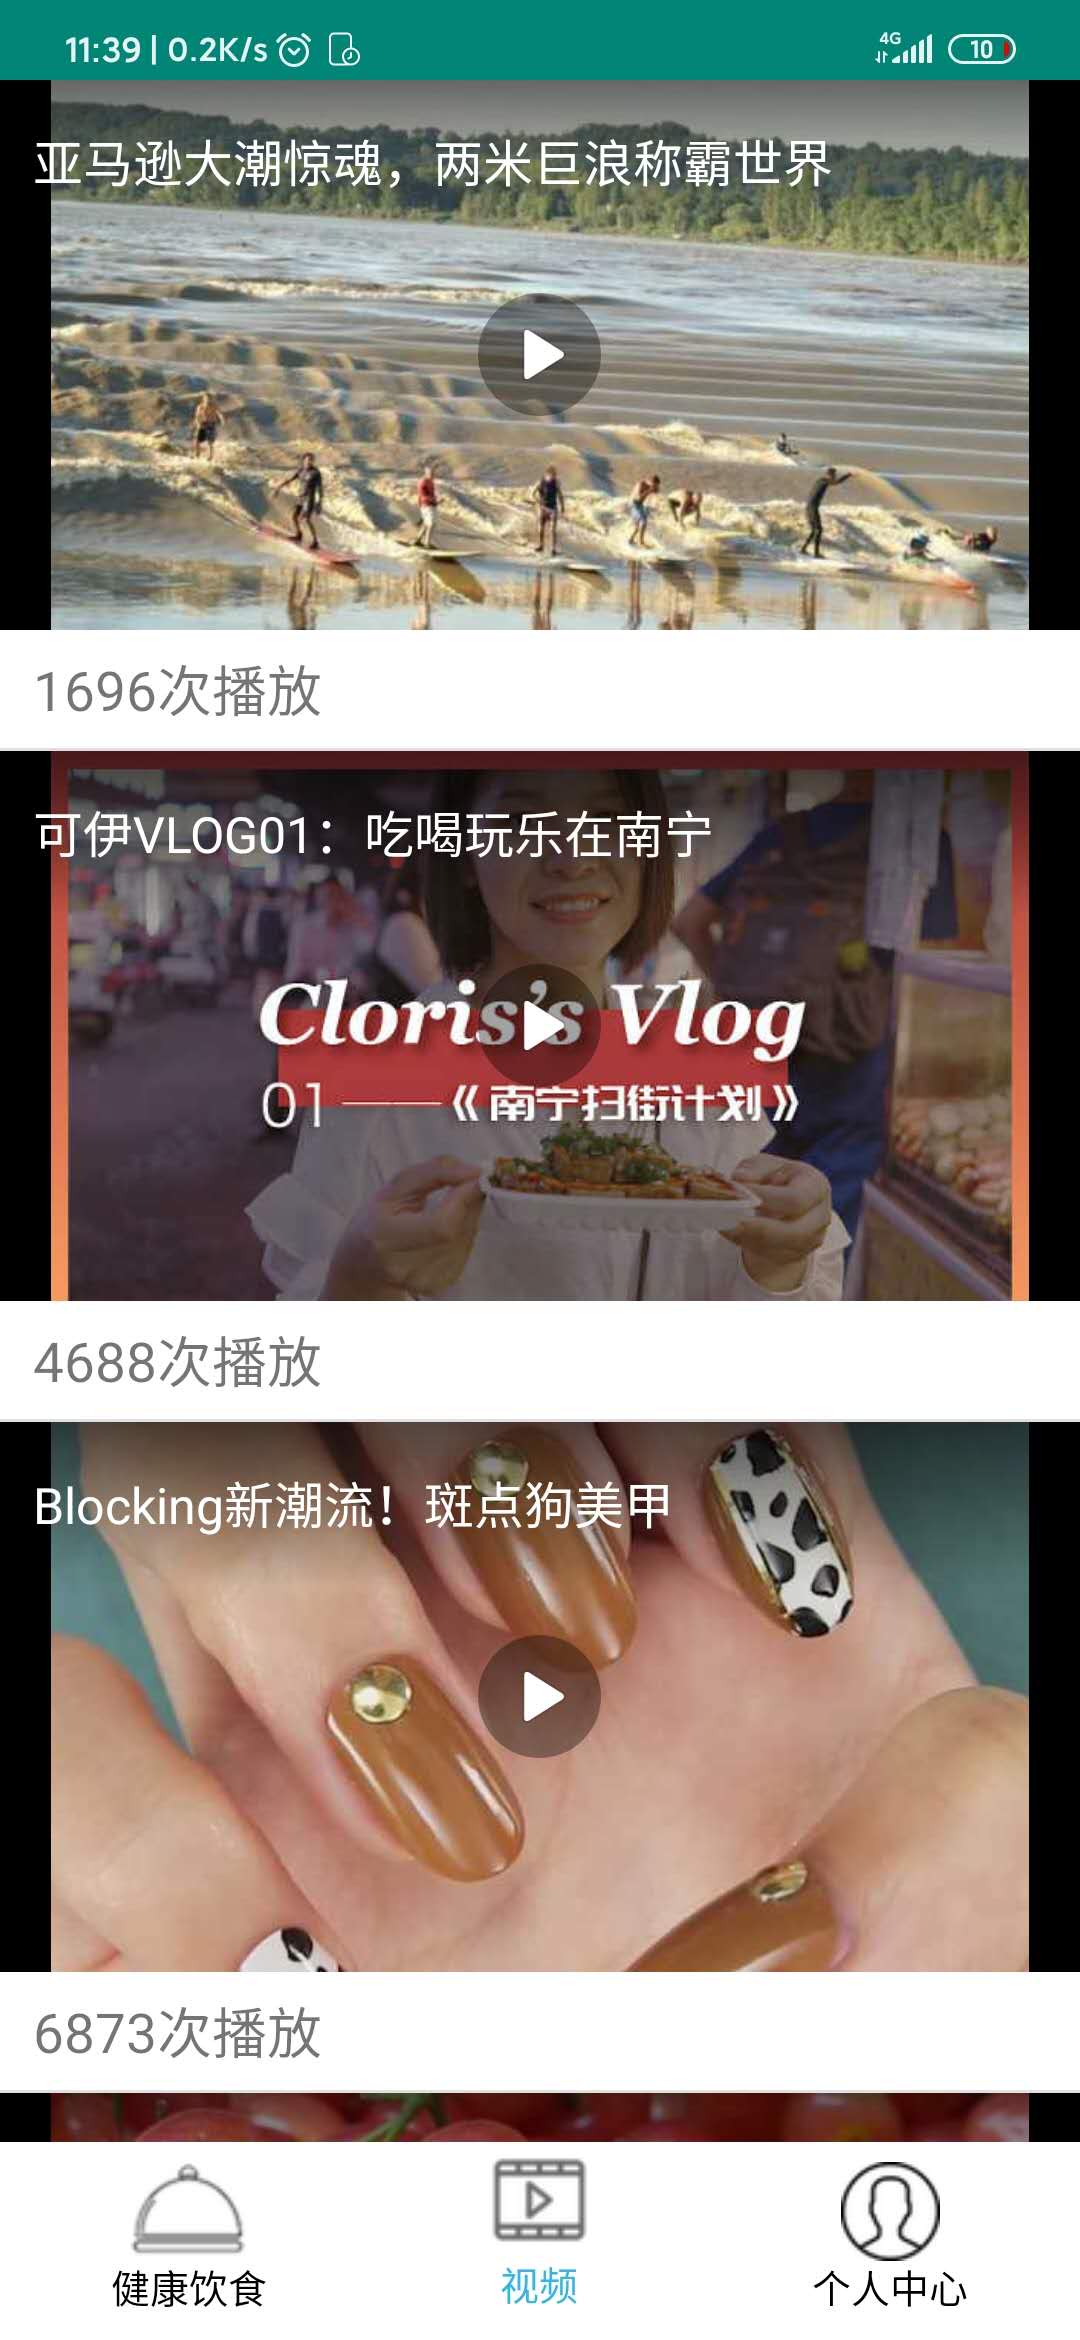 11:39 | 0.2K/s
4G
10
亚马逊大潮惊魂，两米巨浪称霸世界
1696次播放
可伊VLOG01：吃喝玩乐在南宁
Cloris's Vlog
01 ——《南宁扫街计划》
4688次播放
Blocking新潮流！斑点狗美甲
6873次播放
健康饮食
视频
个人中心